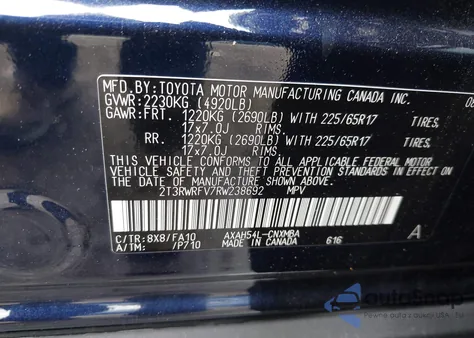 MFD.BY:TOYOTA MOTOR MANUFACTURING CANADA INC.
GVWR:2230KG (4920LB)
GAWR:FRT. 1220KG (2690LB) WITH 225/65R17 TIRES,
17x7.0J RIMS.
RR. 1220KG (2690LB) WITH 225/65R17 TIRES,
17x7.0J RIMS.
THIS VEHICLE CONFORMS TO ALL APPLICABLE FEDERAL MOTOR
VEHICLE SAFETY AND THEFT PREVENTION STANDARDS IN EFFECT
ON THE DATE OF MANUFACTURE SHOWN ABOVE.
2T3RWRFV7RW238692 MPV
C/TR:8X8/FA10 AXAH54L-CNXMBA A
A/TM: /P710 MADE IN CANADA 616
autosnap